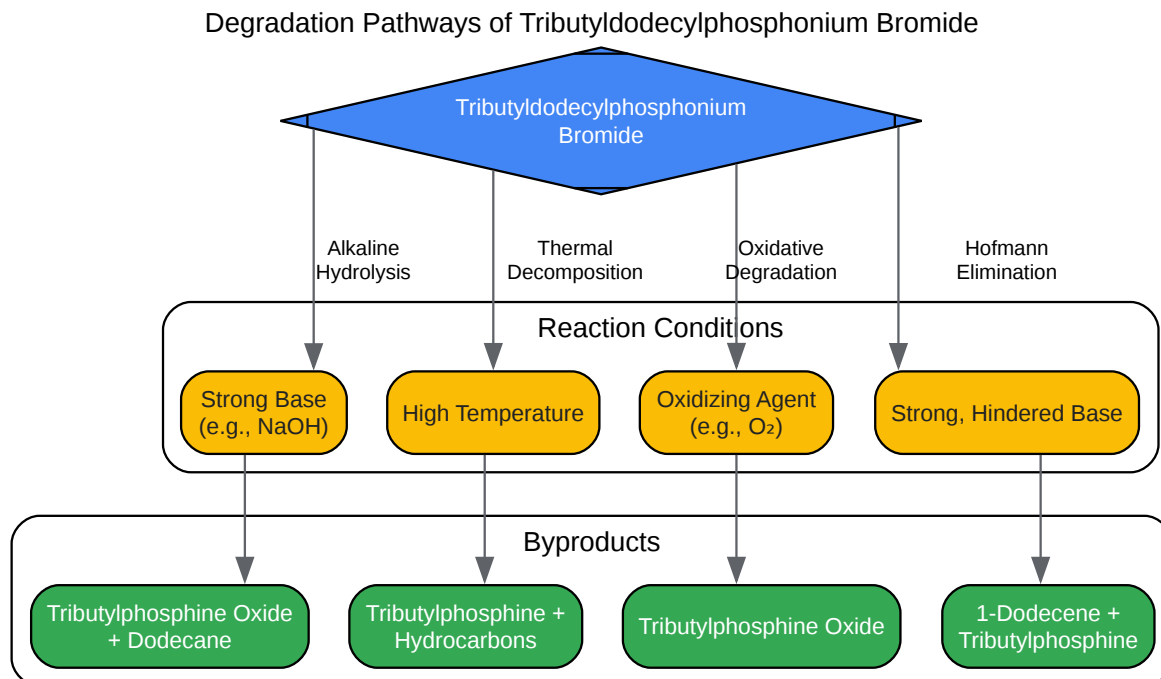 Degradation Pathways of Tributyldodecylphosphonium Bromide
Tributyldodecylphosphonium
Bromide
Alkaline
Hydrolysis
Thermal
Decomposition
Oxidative
Degradation
Hofmann
Elimination
Reaction Conditions
Strong Base
(e.g., NaOH)
High Temperature
Oxidizing Agent
(e.g., O₂)
Strong, Hindered Base
Byproducts
Tributylphosphine Oxide
+ Dodecane
Tributylphosphine +
Hydrocarbons
Tributylphosphine Oxide
1-Dodecene +
Tributylphosphine